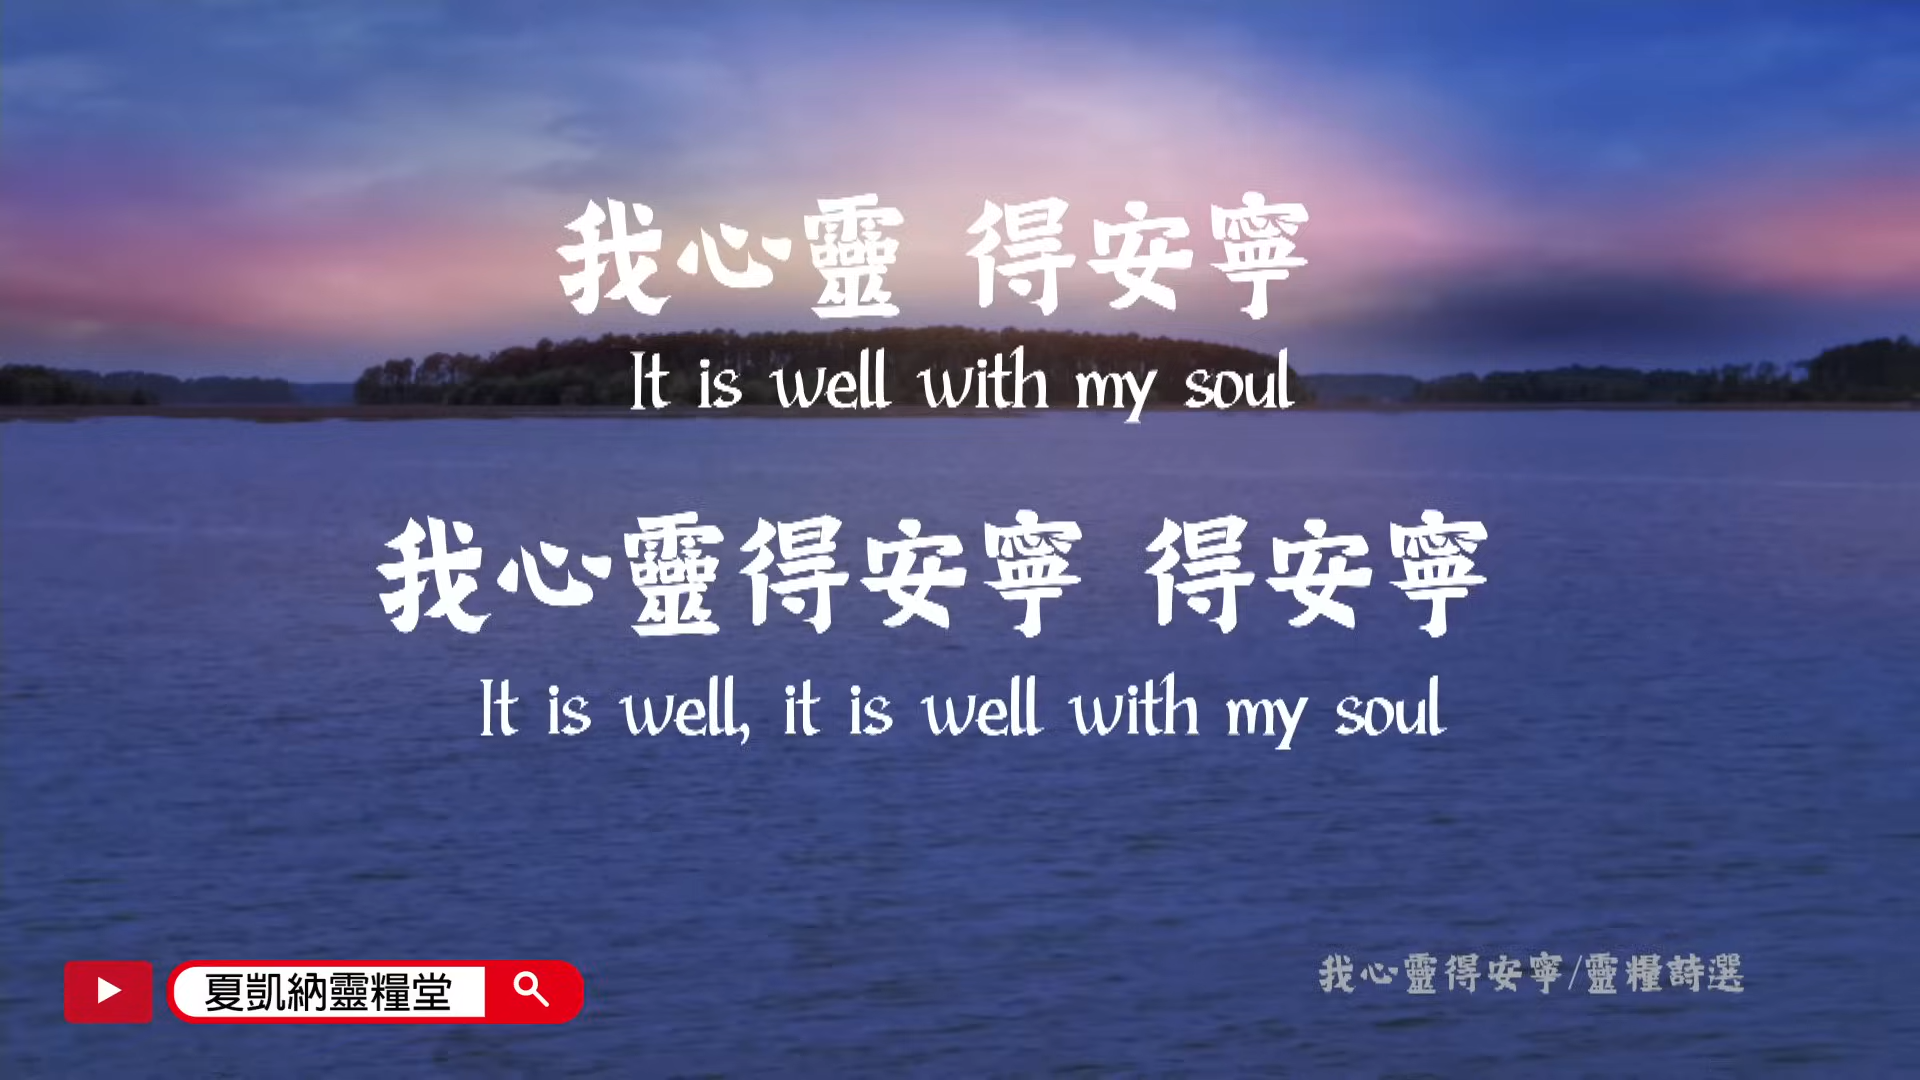 我心靈 得安寧
It is well with my soul
我心靈得安寧 得安寧
It is well, it is well with my soul
夏凱納靈糧堂
我心靈得安寧/靈糧詩選